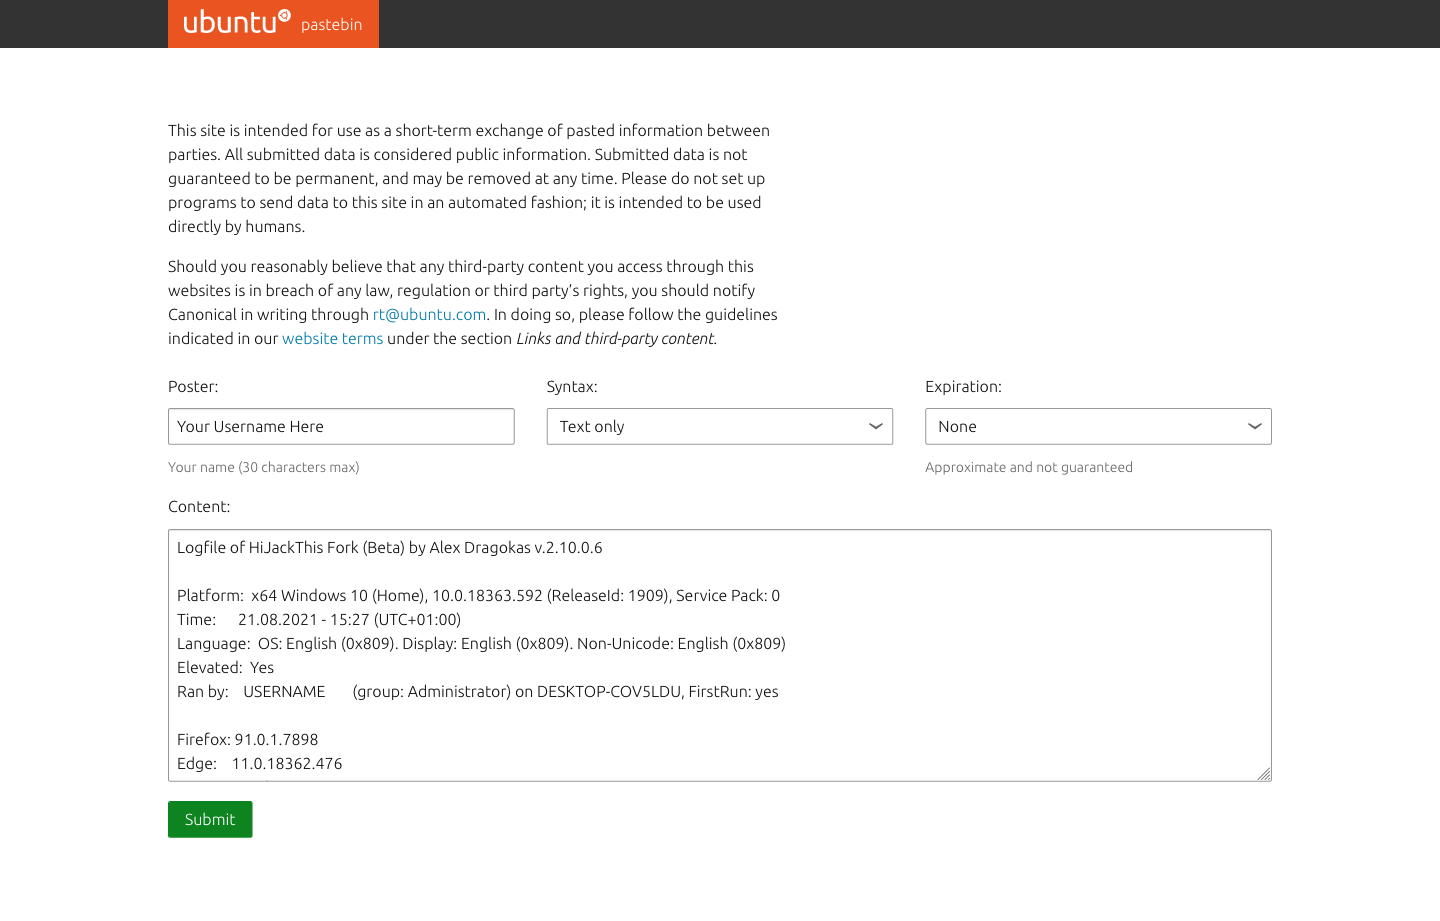 ubuntu pastebin
This site is intended for use as a short-term exchange of pasted information between
parties. All submitted data is considered public information. Submitted data is not
guaranteed to be permanent, and may be removed at any time. Please do not set up
programs to send data to this site in an automated fashion; it is intended to be used
directly by humans.
Should you reasonably believe that any third-party content you access through this
websites is in breach of any law, regulation or third party’s rights, you should notify
Canonical in writing through rt@ubuntu.com. In doing so, please follow the guidelines
indicated in our website terms under the section Links and third-party content.
Poster: Syntax: Expiration:
Your Username Here Text only None
Your name (30 characters max) Approximate and not guaranteed
Content:
Logfile of HiJackThis Fork (Beta) by Alex Dragokas v.2.10.0.6
Platform: x64 Windows 10 (Home), 10.0.18363.592 (ReleaseId: 1909), Service Pack: 0
Time: 21.08.2021 - 15:27 (UTC+01:00)
Language: OS: English (0x809). Display: English (0x809). Non-Unicode: English (0x809)
Elevated: Yes
Ran by: USERNAME (group: Administrator) on DESKTOP-COV5LDU, FirstRun: yes
Firefox: 91.0.1.7898
Edge: 11.0.18362.476
Submit